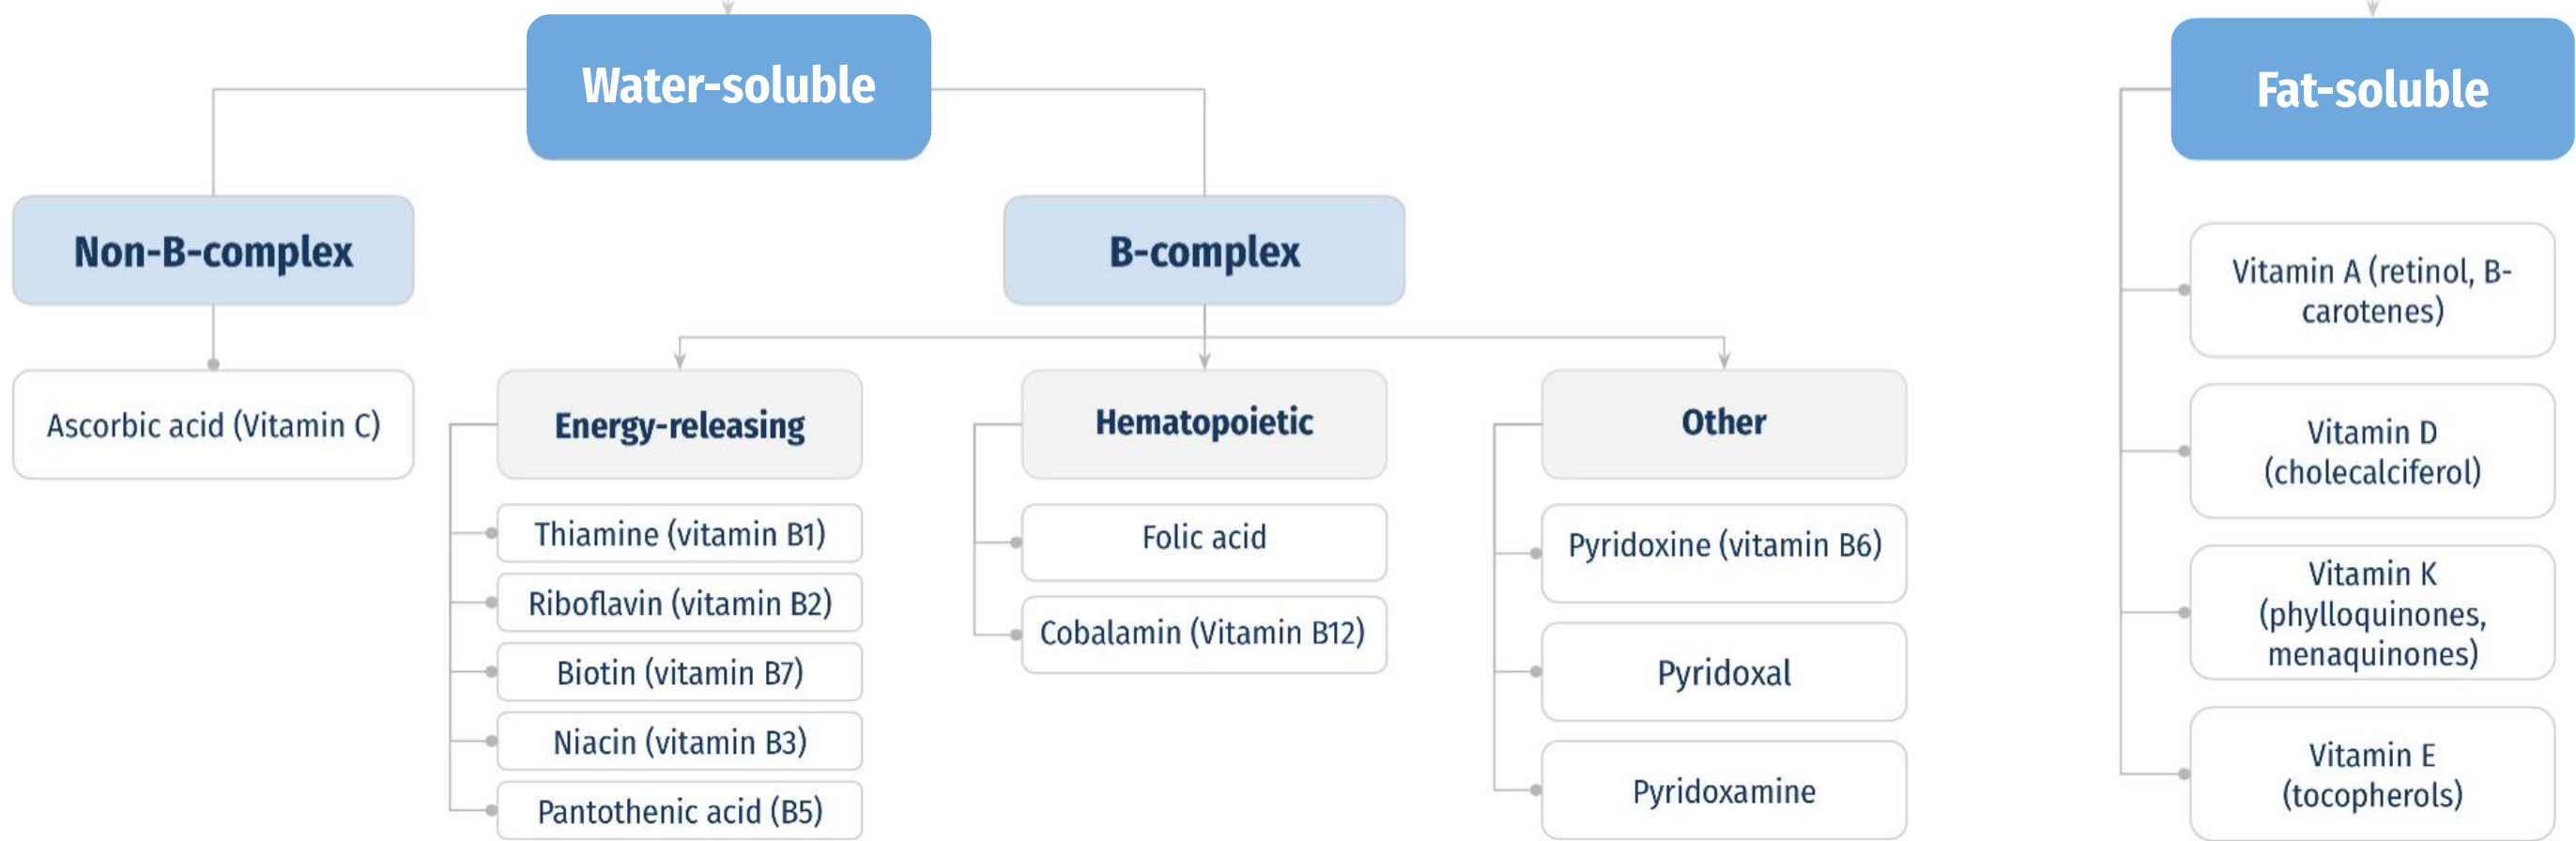 Water-soluble
Fat-soluble
Non-B-complex
B-complex
Ascorbic acid (Vitamin C)
Energy-releasing
Thiamine (vitamin B1)
Riboflavin (vitamin B2)
Biotin (vitamin B7)
Niacin (vitamin B3)
Pantothenic acid (B5)
Hematopoietic
Folic acid
Cobalamin (Vitamin B12)
Other
Pyridoxine (vitamin B6)
Pyridoxal
Pyridoxamine
Vitamin A (retinol, B-
carotenes)
Vitamin D
(cholecalciferol)
Vitamin K
(phylloquinones,
menaquinones)
Vitamin E
(tocopherols)